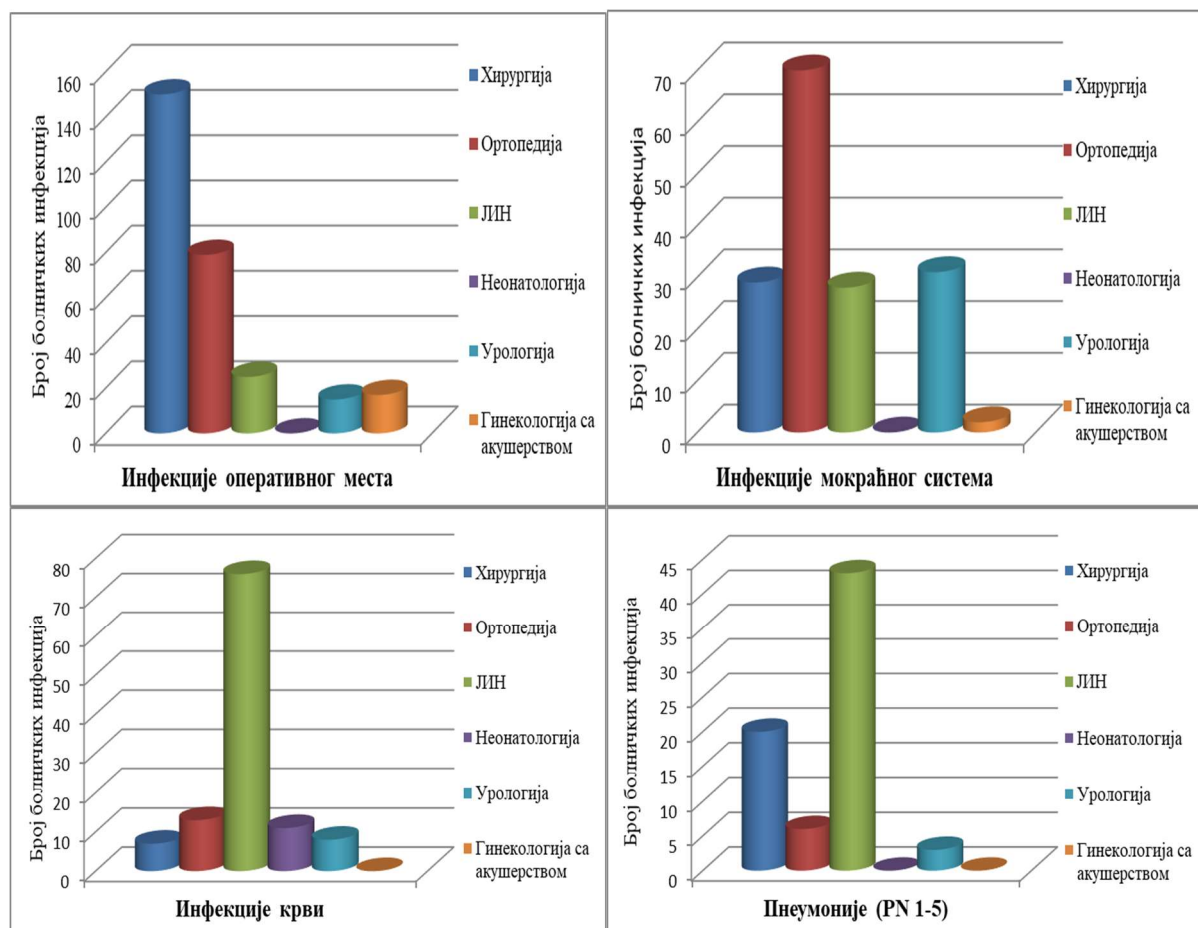 Број болничких инфекција
160
140
120
100
80
60
40
20
0
Хирургија
Ортопедија
ЈИН
Неонатологија
Урологија
Гинекологија са
акушерством
Инфекције оперативног места
Број болничких инфекција
70
60
50
40
30
20
10
0
Хирургија
Ортопедија
ЈИН
Неонатологија
Урологија
Гинекологија са
акушерством
Инфекције мокраћног система
Број болничких инфекција
80
70
60
50
40
30
20
10
0
Хирургија
Ортопедија
ЈИН
Неонатологија
Урологија
Гинекологија са
акушерством
Инфекције крви
Број болничких инфекција
45
40
35
30
25
20
15
10
5
0
Хирургија
Ортопедија
ЈИН
Неонатологија
Урологија
Гинекологија са
акушерством
Пнеумоније (PN 1-5)